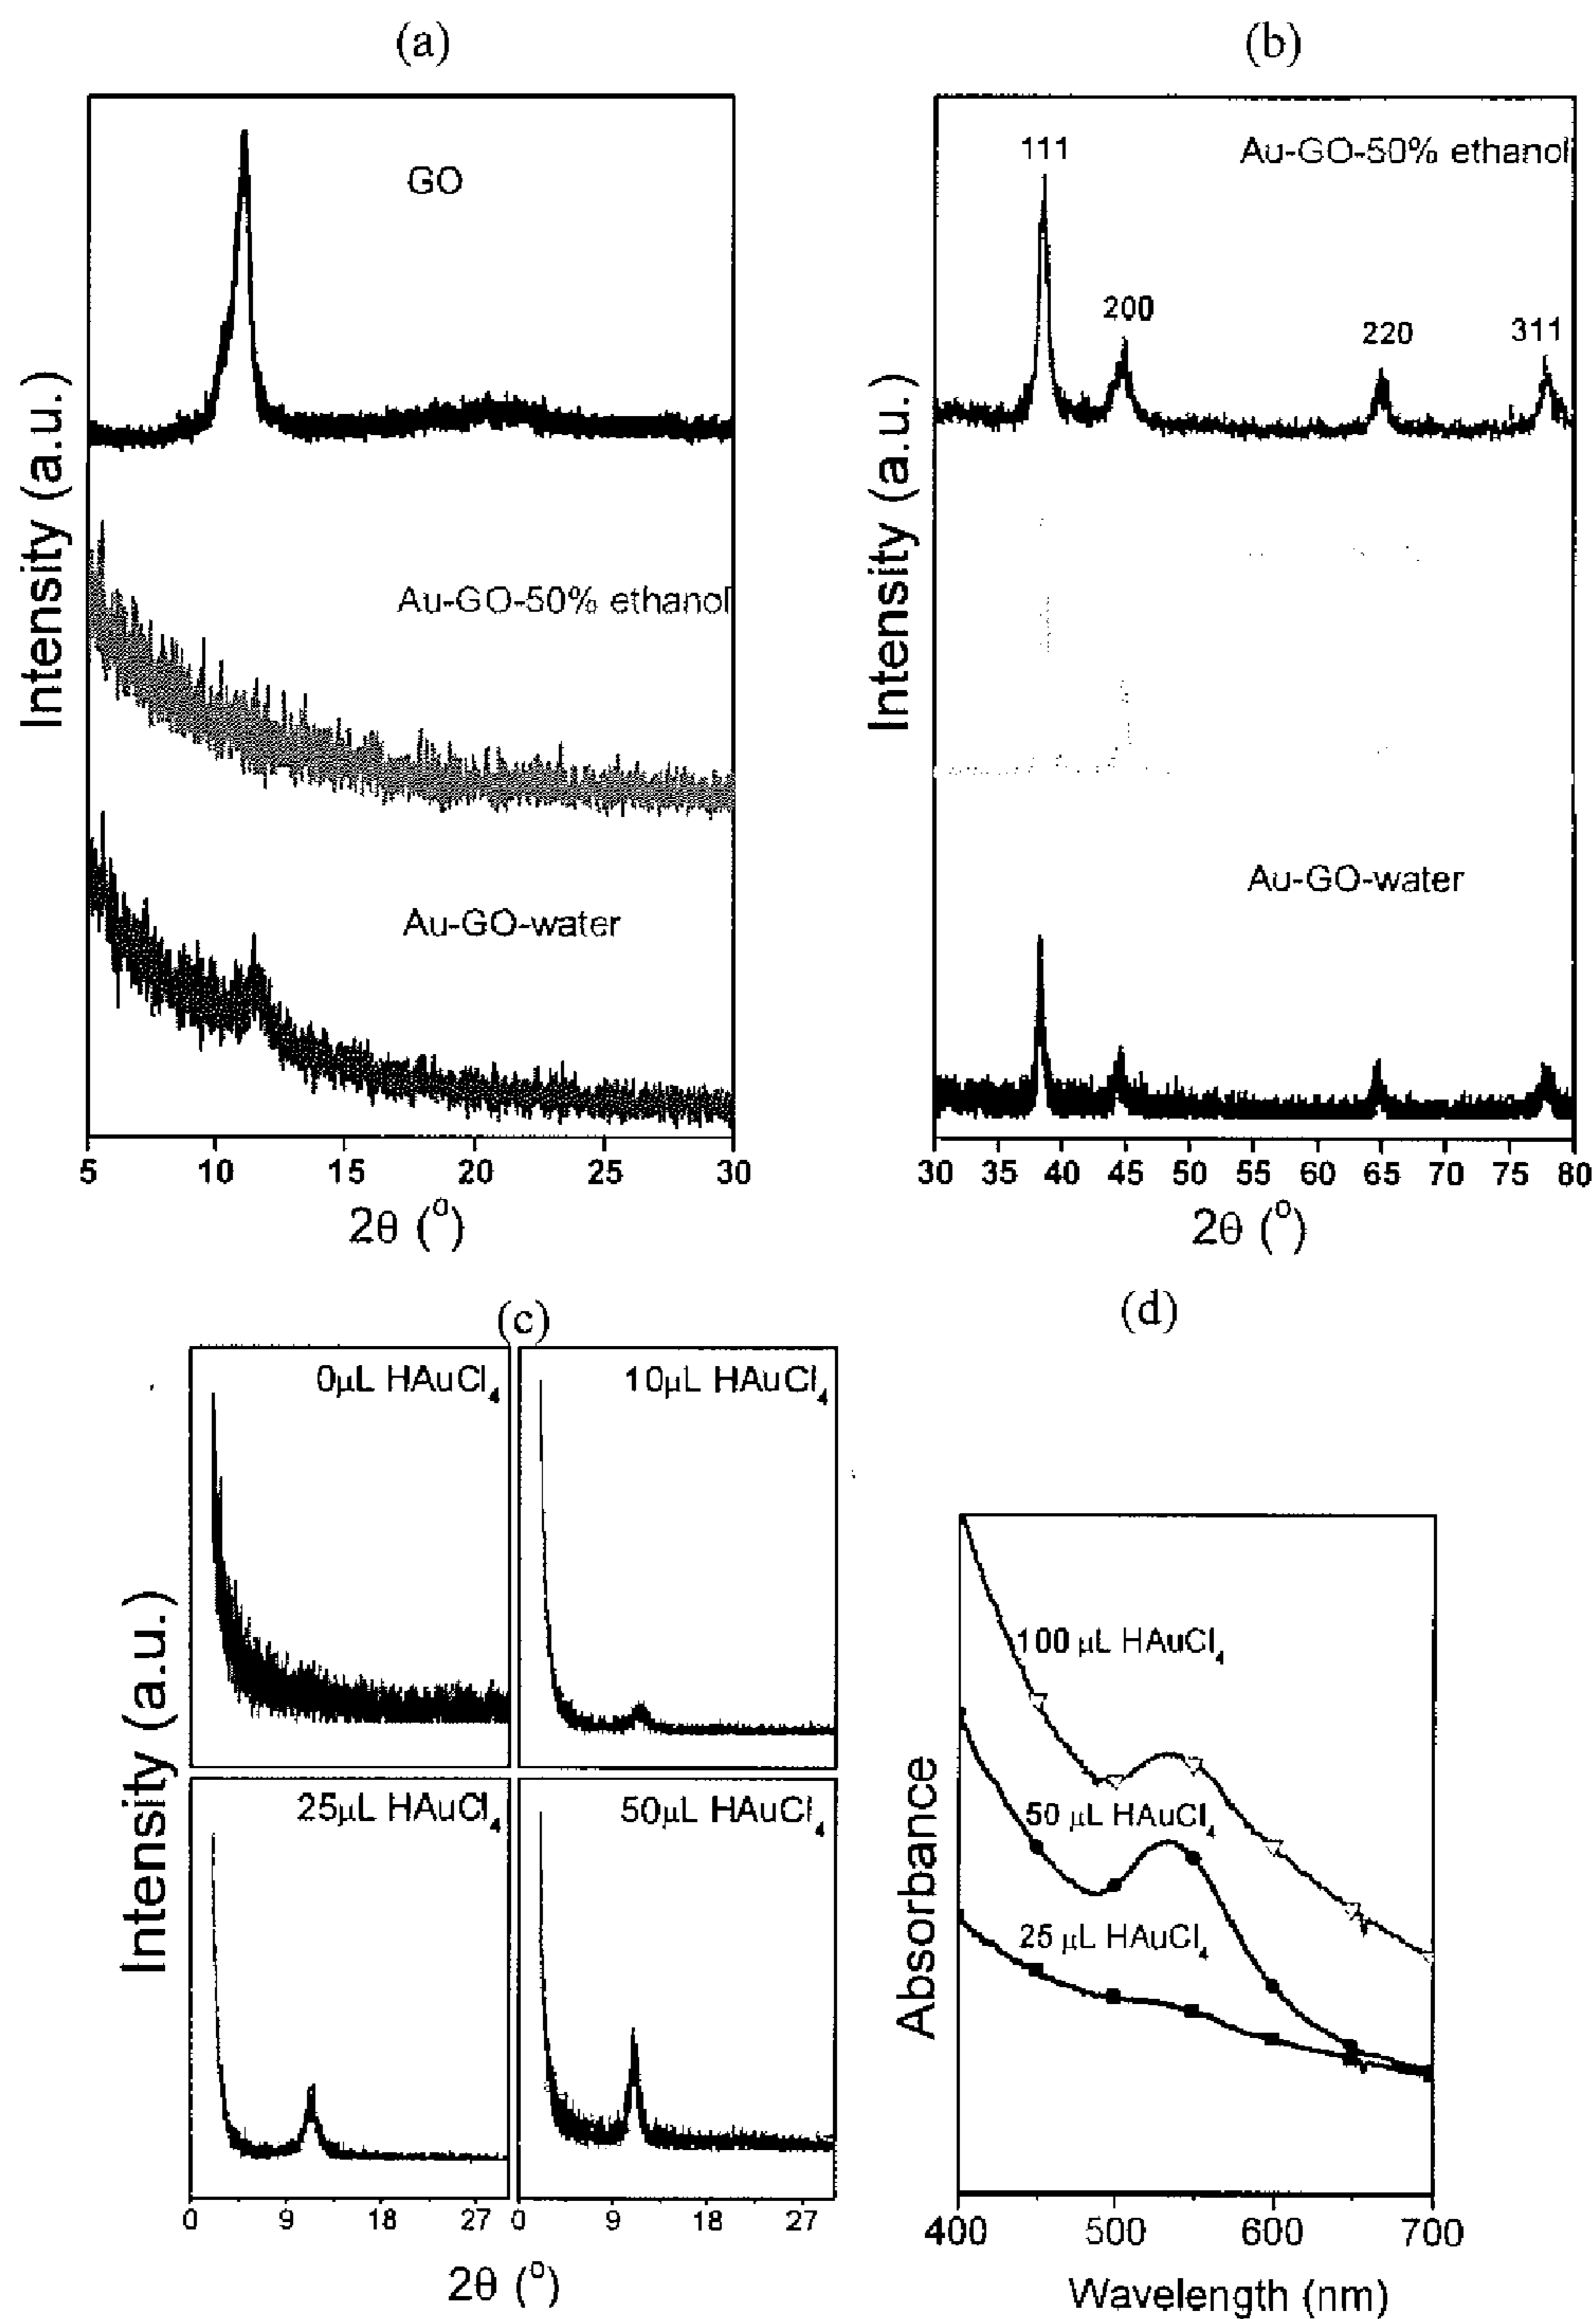 (a)
GO
Au-GO-50% ethanol
Au-GO-water
Intensity (a.u.)
5 10 15 20 25 30
2θ (°)
(b)
111
Au-GO-50% ethanol
200
220
311
Au-GO-water
Intensity (a.u.)
30 35 40 45 50 55 60 65 70 75 80
2θ (°)
(c)
0μL HAuCl₄
10μL HAuCl₄
25μL HAuCl₄
50μL HAuCl₄
Intensity (a.u.)
0 9 18 27 0 9 18 27
2θ (°)
(d)
100 μL HAuCl₄
50 μL HAuCl₄
25 μL HAuCl₄
Absorbance
400 500 600 700
Wavelength (nm)